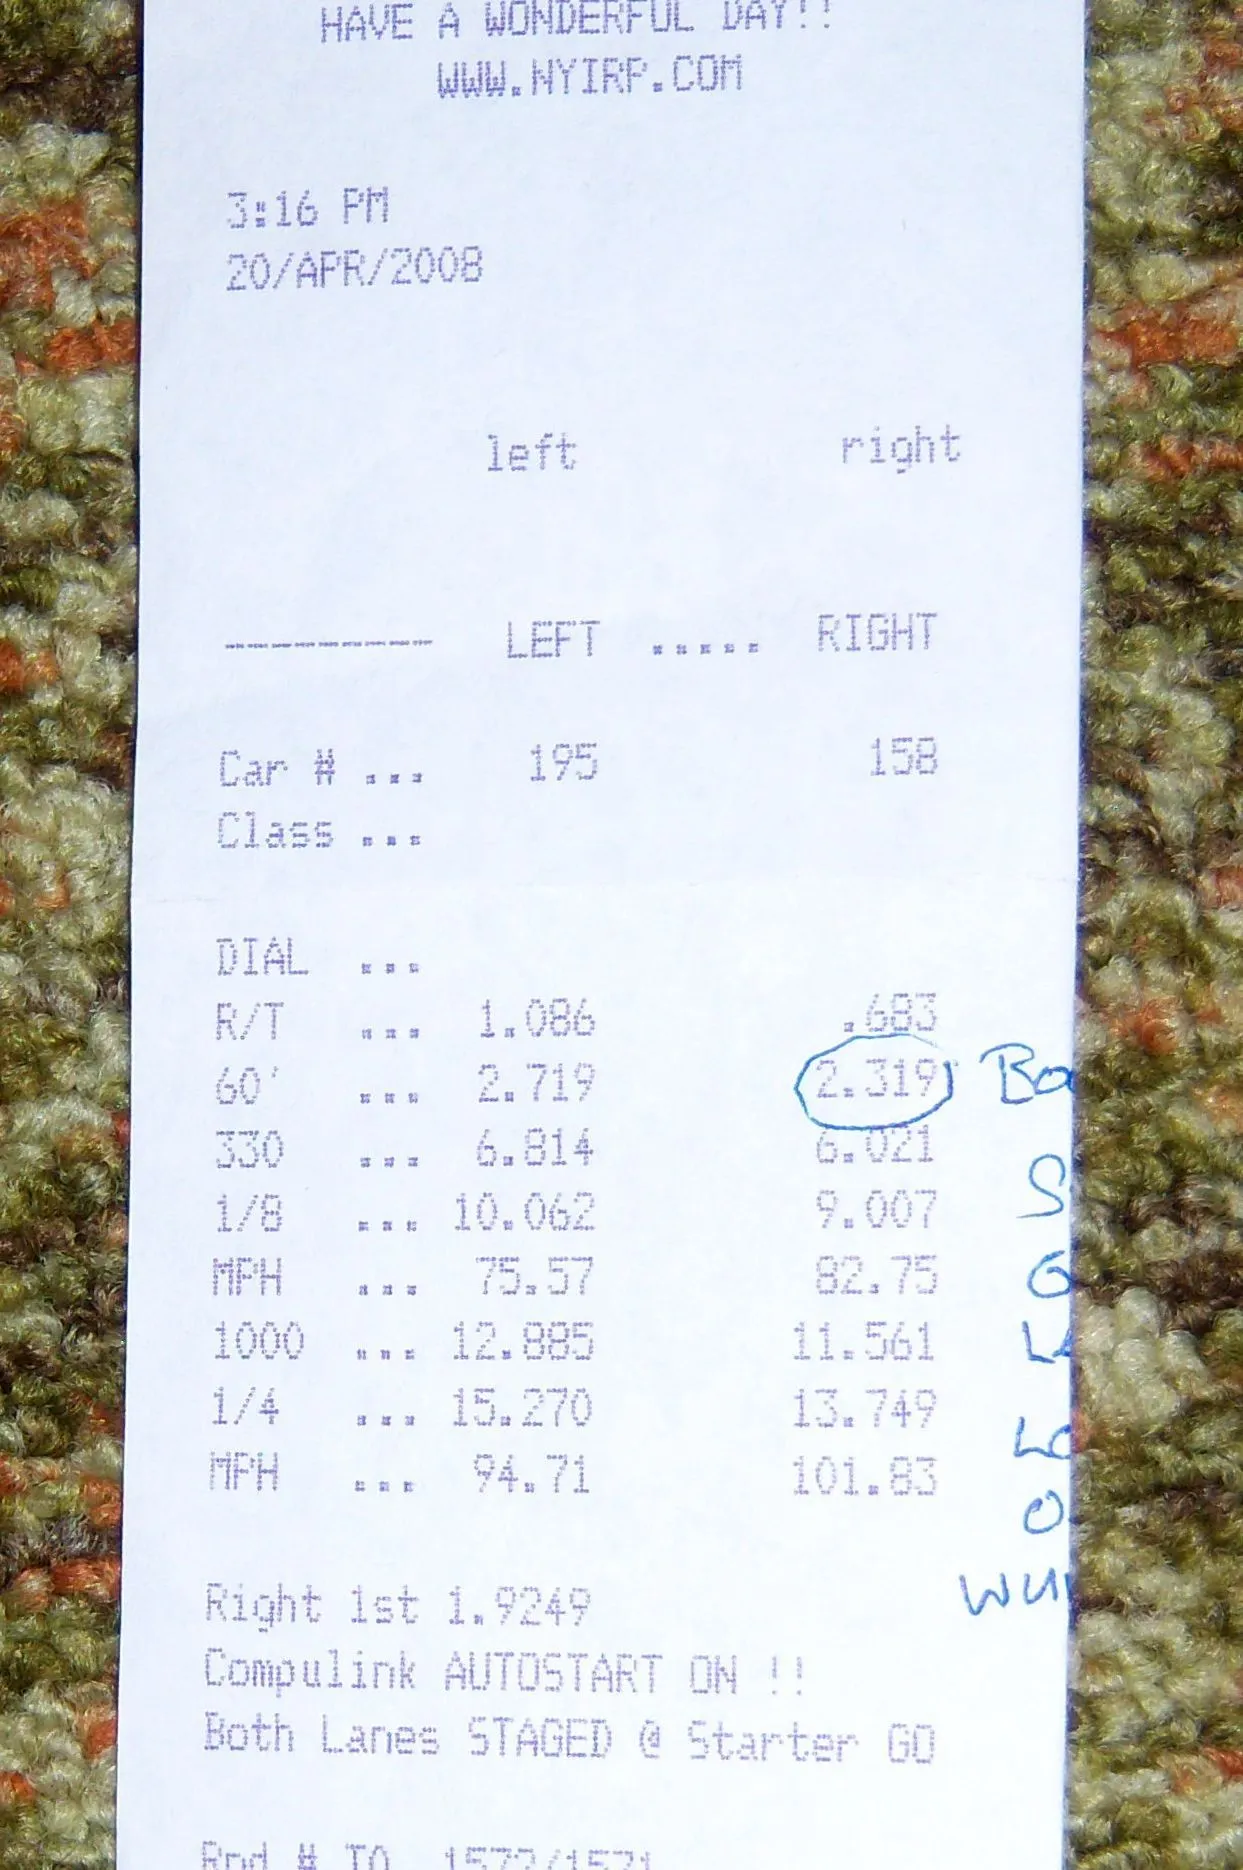 HAVE A WONDERFUL DAY!!
WWW.NYIRP.COM
3:16 PM
20/APR/2008
left right
--------- LEFT ..... RIGHT
Car # ... 195 158
Class ...
DIAL ...
R/T ... 1.086 .683
60' ... 2.719 2.319
330 ... 6.814 6.021
1/8 ... 10.062 9.007
MPH ... 75.57 82.75
1000 ... 12.885 11.561
1/4 ... 15.270 13.749
MPH ... 94.71 101.83
Right 1st 1.9249
Compulink AUTOSTART ON !!
Both Lanes STAGED @ Starter GO